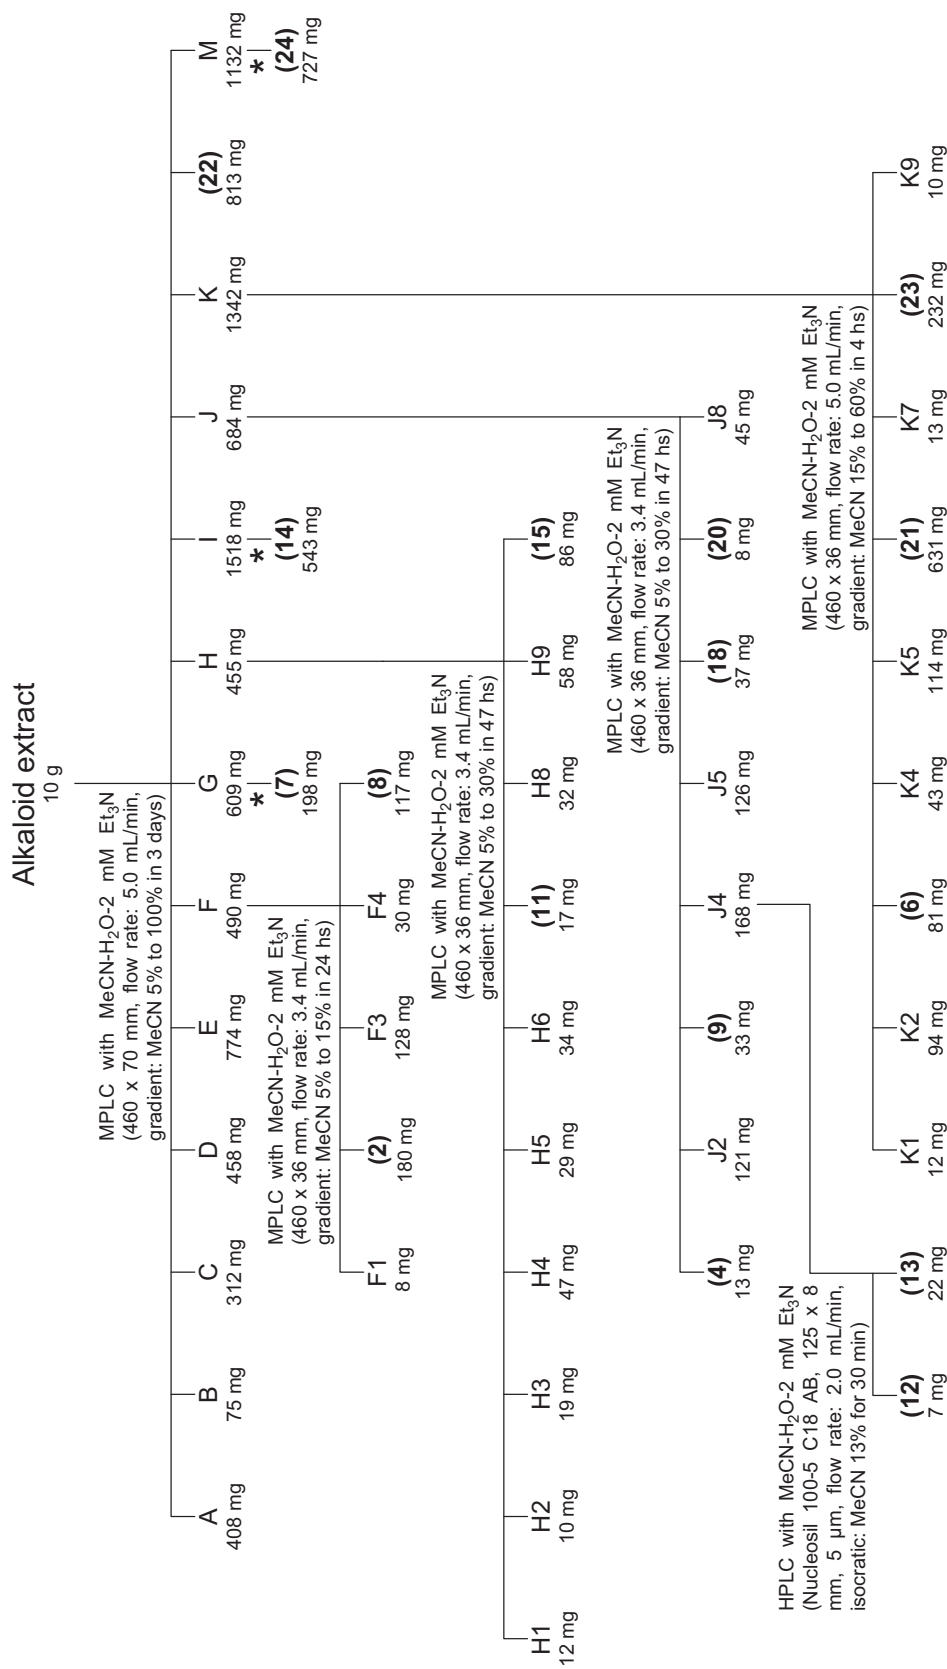 Alkaloid extract
10 g
MPLC with MeCN-H₂O-2 mM Et₃N
(460 x 70 mm, flow rate: 5.0 mL/min,
gradient: MeCN 5% to 100% in 3 days)
A
408 mg
B
75 mg
C
312 mg
D
458 mg
E
774 mg
F
490 mg
G
609 mg
*
(7)
198 mg
H
455 mg
I
1518 mg
*
(14)
543 mg
J
684 mg
K
1342 mg
(22)
813 mg
M
1132 mg
*
(24)
727 mg
MPLC with MeCN-H₂O-2 mM Et₃N
(460 x 36 mm, flow rate: 3.4 mL/min,
gradient: MeCN 5% to 15% in 24 hs)
F1
8 mg
(2)
180 mg
F3
128 mg
F4
30 mg
(8)
117 mg
MPLC with MeCN-H₂O-2 mM Et₃N
(460 x 36 mm, flow rate: 3.4 mL/min,
gradient: MeCN 5% to 30% in 47 hs)
H1
12 mg
H2
10 mg
H3
19 mg
H4
47 mg
H5
29 mg
H6
34 mg
(11)
17 mg
H8
32 mg
H9
58 mg
(15)
86 mg
MPLC with MeCN-H₂O-2 mM Et₃N
(460 x 36 mm, flow rate: 3.4 mL/min,
gradient: MeCN 5% to 30% in 47 hs)
(4)
13 mg
J2
121 mg
(9)
33 mg
J4
168 mg
J5
126 mg
(18)
37 mg
(20)
8 mg
J8
45 mg
HPLC with MeCN-H₂O-2 mM Et₃N
(Nucleosil 100-5 C18 AB, 125 x 8
mm, 5 µm, flow rate: 2.0 mL/min,
isocratic: MeCN 13% for 30 min)
(12)
7 mg
(13)
22 mg
MPLC with MeCN-H₂O-2 mM Et₃N
(460 x 36 mm, flow rate: 5.0 mL/min,
gradient: MeCN 15% to 60% in 4 hs)
K1
12 mg
K2
94 mg
(6)
81 mg
K4
43 mg
K5
114 mg
(21)
631 mg
K7
13 mg
(23)
232 mg
K9
10 mg